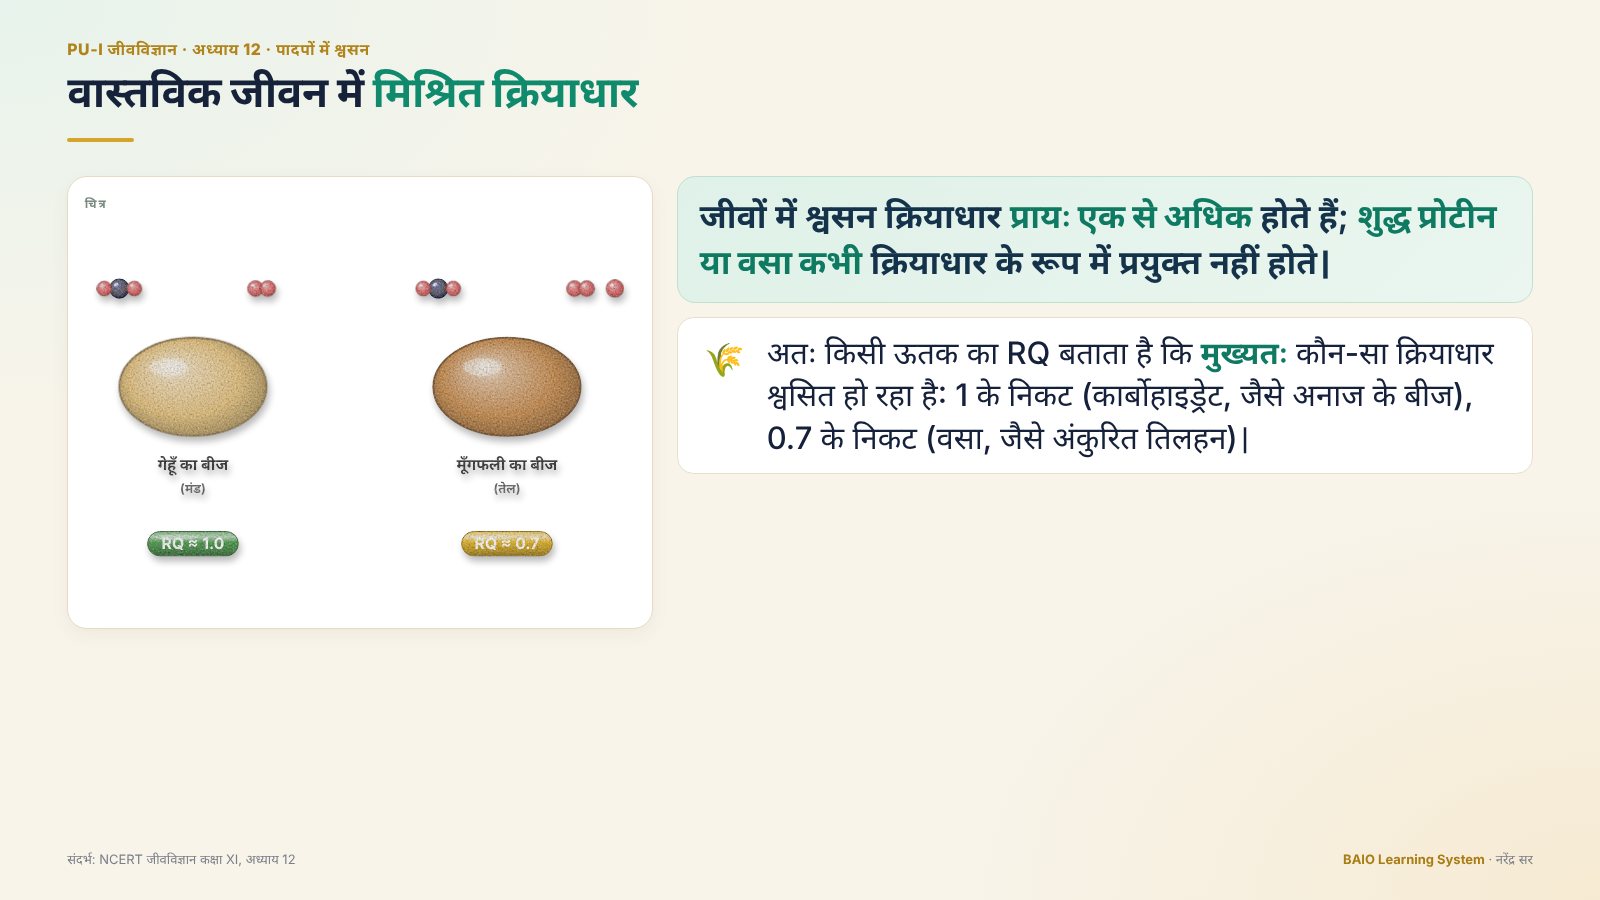 PU-I जीवविज्ञान · अध्याय 12 · पादपों में श्वसन
वास्तविक जीवन में मिश्रित क्रियाधार
चित्र
गेहूँ का बीज
(मंड)
RQ ≈ 1.0
मूँगफली का बीज
(तेल)
RQ ≈ 0.7
जीवों में श्वसन क्रियाधार प्रायः एक से अधिक होते हैं; शुद्ध प्रोटीन
या वसा कभी क्रियाधार के रूप में प्रयुक्त नहीं होते|
अतः किसी ऊतक का RQ बताता है कि मुख्यतः कौन-सा क्रियाधार
श्वसित हो रहा है: 1 के निकट (कार्बोहाइड्रेट, जैसे अनाज के बीज),
0.7 के निकट (वसा, जैसे अंकुरित तिलहन)|
संदर्भ: NCERT जीवविज्ञान कक्षा XI, अध्याय 12
BAIO Learning System · नरेंद्र सर